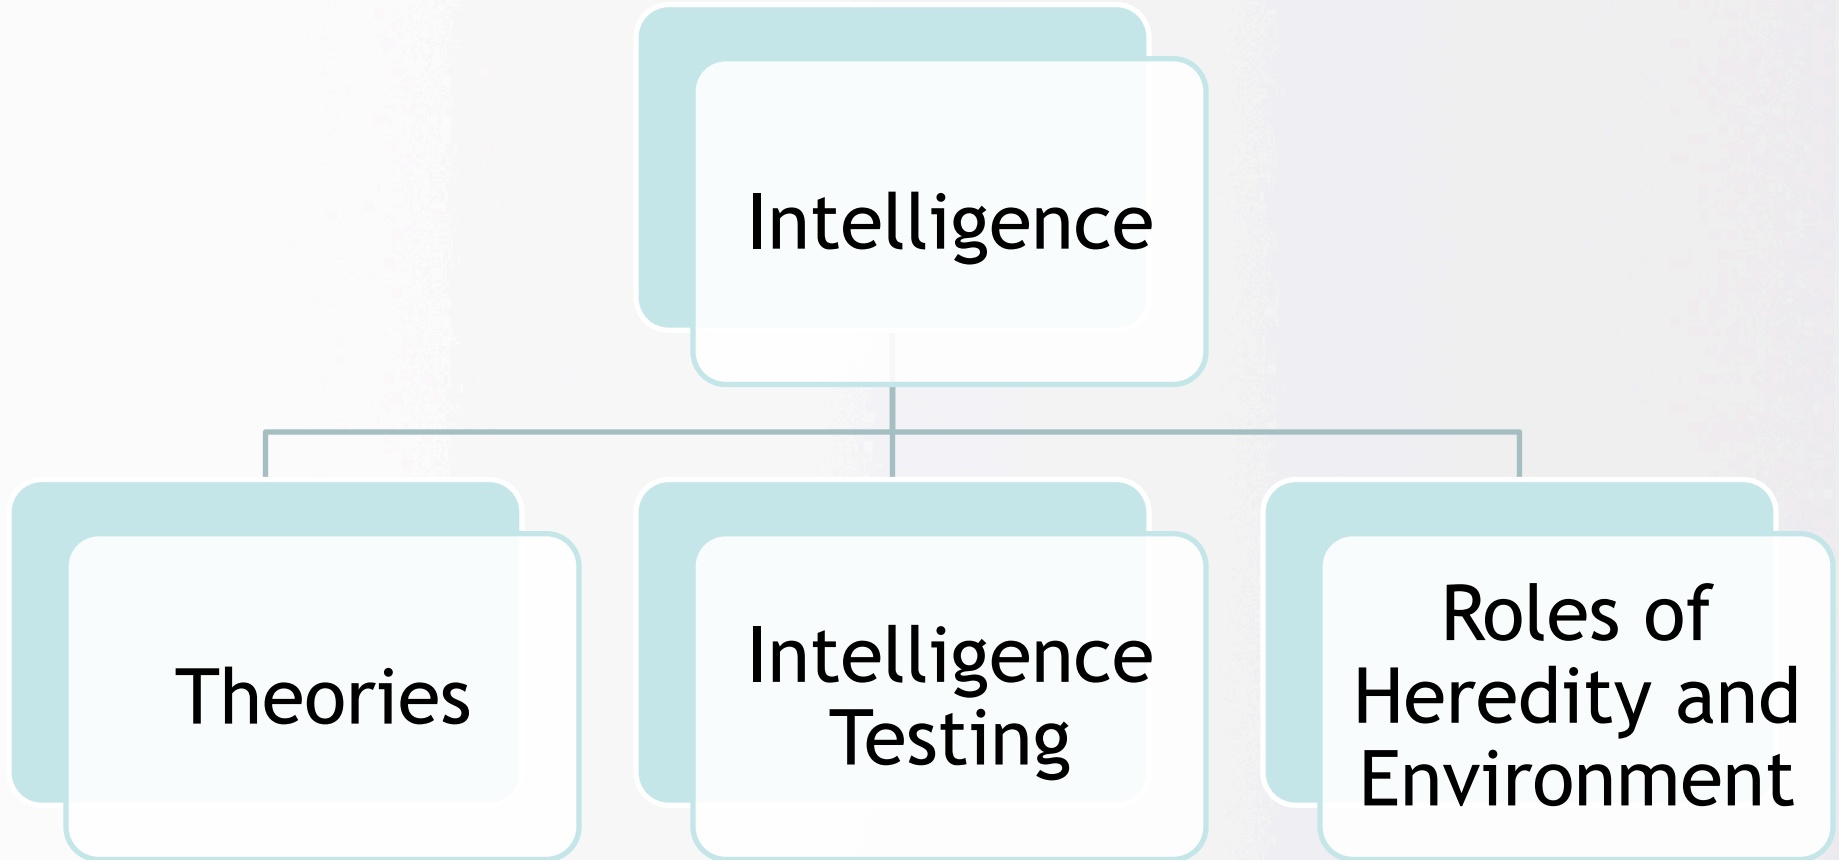 Intelligence
Theories
Intelligence
Testing
Roles of
Heredity and
Environment